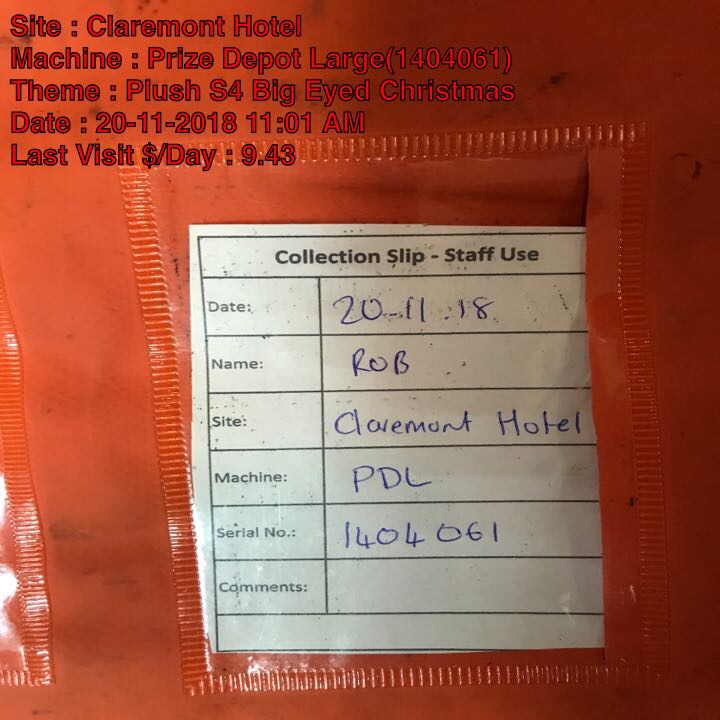 Site : Claremont Hotel
Machine : Prize Depot Large(1404061)
Theme : Plush S4 Big Eyed Christmas
Date : 20-11-2018 11:01 AM
Last Visit $/Day : 9.43
Collection Slip - Staff Use
Date: 20-11-18
Name: ROB
Site: Claremont Hotel
Machine: PDL
Serial No.: 1404061
Comments: